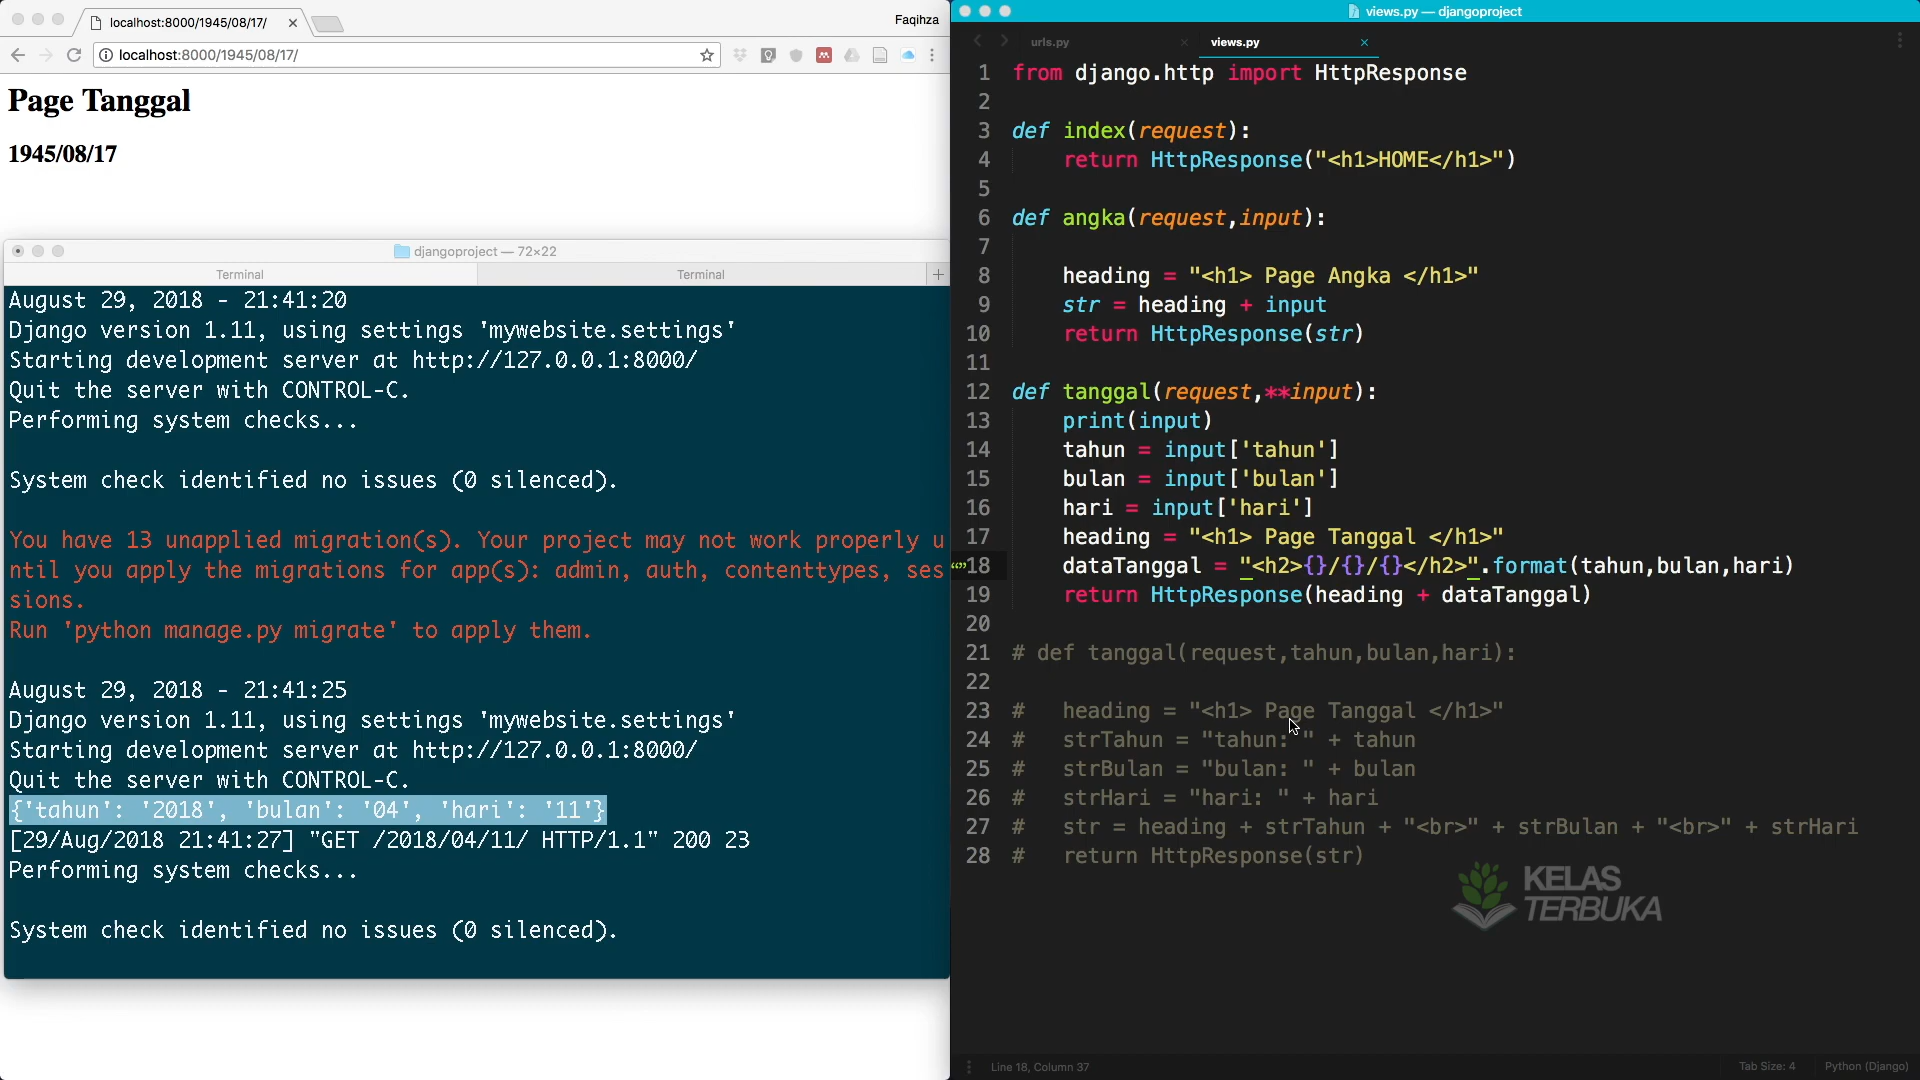 localhost:8000/1945/08/17/
Faqihza
localhost:8000/1945/08/17/
Page Tanggal
1945/08/17
djangoproject — 72×22
Terminal
Terminal
August 29, 2018 - 21:41:20
Django version 1.11, using settings 'mywebsite.settings'
Starting development server at http://127.0.0.1:8000/
Quit the server with CONTROL-C.
Performing system checks...
System check identified no issues (0 silenced).
You have 13 unapplied migration(s). Your project may not work properly u
ntil you apply the migrations for app(s): admin, auth, contenttypes, ses
sions.
Run 'python manage.py migrate' to apply them.
August 29, 2018 - 21:41:25
Django version 1.11, using settings 'mywebsite.settings'
Starting development server at http://127.0.0.1:8000/
Quit the server with CONTROL-C.
{'tahun': '2018', 'bulan': '04', 'hari': '11'}
[29/Aug/2018 21:41:27] "GET /2018/04/11/ HTTP/1.1" 200 23
Performing system checks...
System check identified no issues (0 silenced).
views.py — djangoproject
urls.py
views.py
1 from django.http import HttpResponse
2
3 def index(request):
4     return HttpResponse("<h1>HOME</h1>")
5
6 def angka(request,input):
7
8     heading = "<h1> Page Angka </h1>"
9     str = heading + input
10     return HttpResponse(str)
11
12 def tanggal(request,**input):
13     print(input)
14     tahun = input['tahun']
15     bulan = input['bulan']
16     hari = input['hari']
17     heading = "<h1> Page Tanggal </h1>"
“”18     dataTanggal = "<h2>{}/{}/{}</h2>".format(tahun,bulan,hari)
19     return HttpResponse(heading + dataTanggal)
20
21 # def tanggal(request,tahun,bulan,hari):
22
23 #   heading = "<h1> Page Tanggal </h1>"
24 #   strTahun = "tahun: " + tahun
25 #   strBulan = "bulan: " + bulan
26 #   strHari = "hari: " + hari
27 #   str = heading + strTahun + "<br>" + strBulan + "<br>" + strHari
28 #   return HttpResponse(str)
KELAS
TERBUKA
Line 18, Column 37
Tab Size: 4
Python (Django)